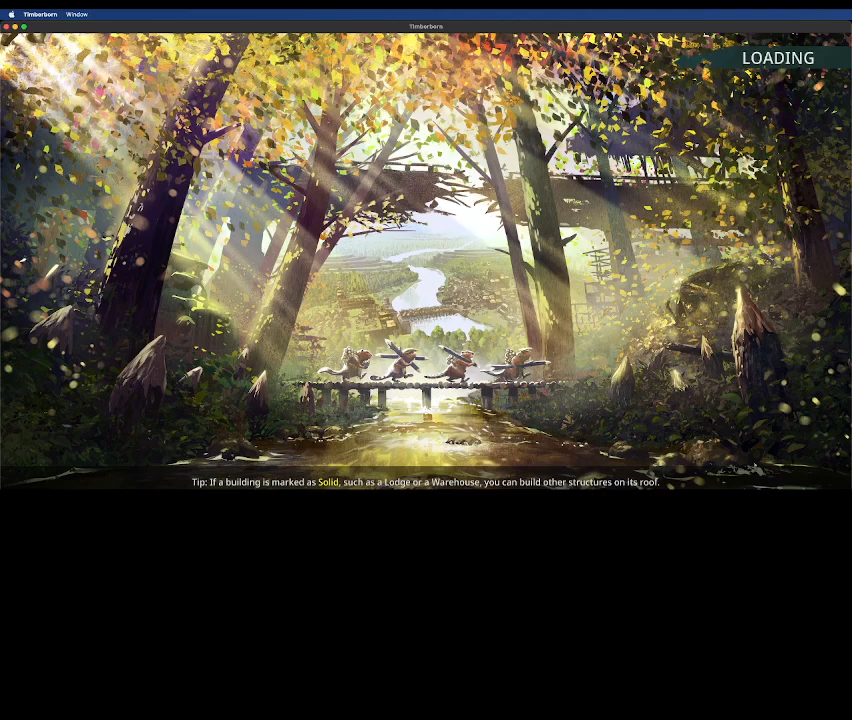 Timberborn Window
Timberborn
LOADING
Tip: If a building is marked as Solid, such as a Lodge or a Warehouse, you can build other structures on its roof.